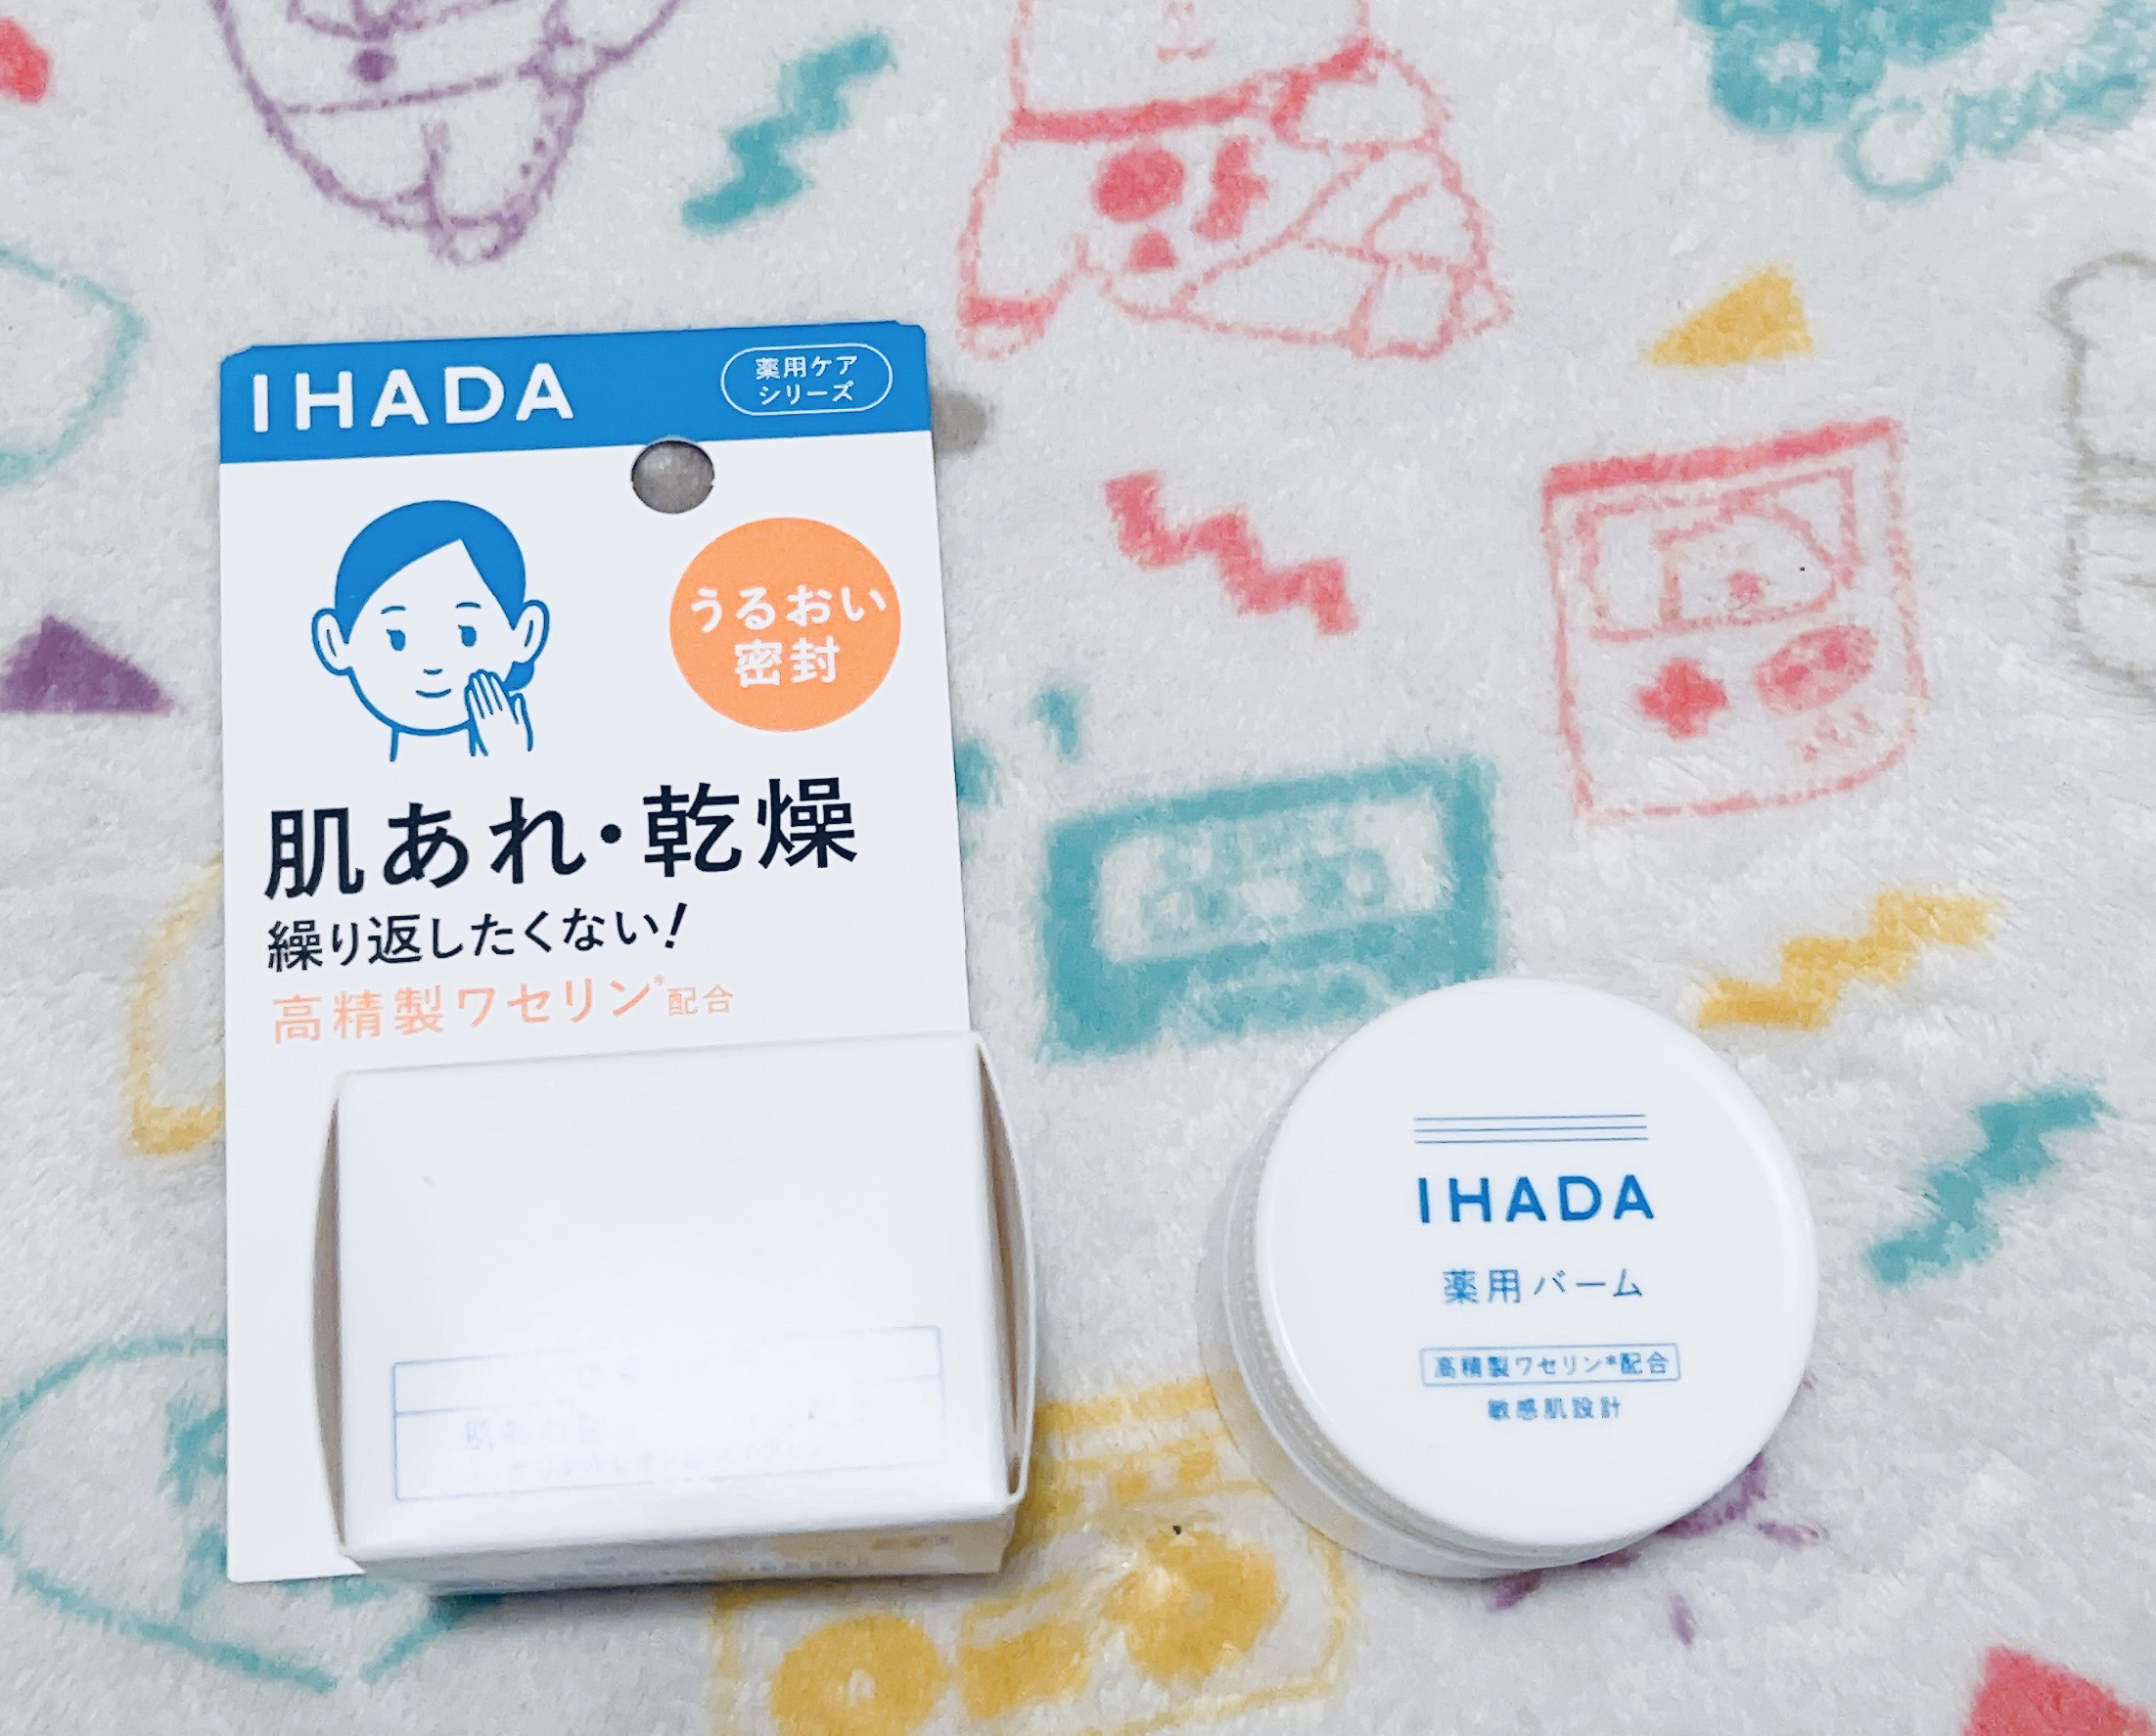 IHADA
薬用ケア
シリーズ
うるおい
密封
肌あれ・乾燥
繰り返したくない!
高精製ワセリン*配合
IHADA
薬用バーム
高精製ワセリン*配合
敏感肌設計